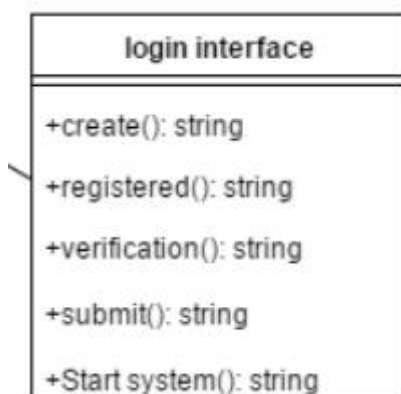 login interface
+create(): string
+registered(): string
+verification(): string
+submit(): string
+Start system(): string